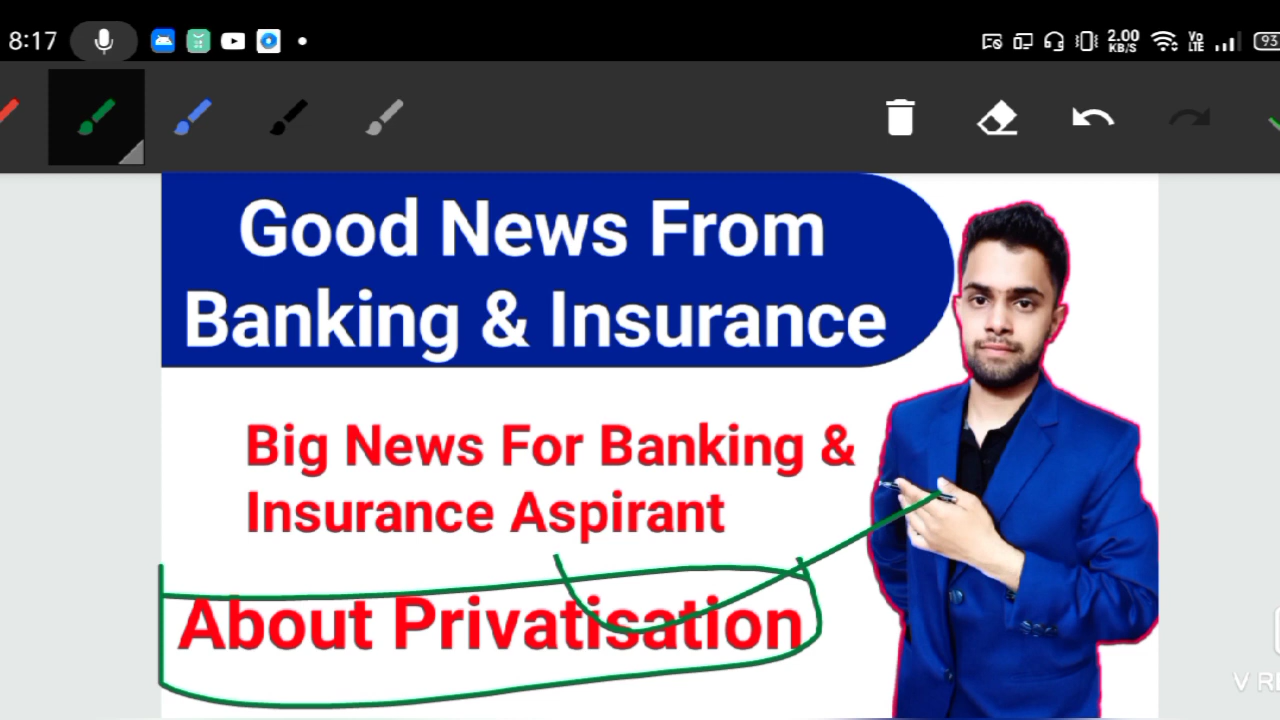 8:17
2.00
KB/S
Vo
LTE
93
Good News From
Banking & Insurance
Big News For Banking &
Insurance Aspirant
About Privatisation